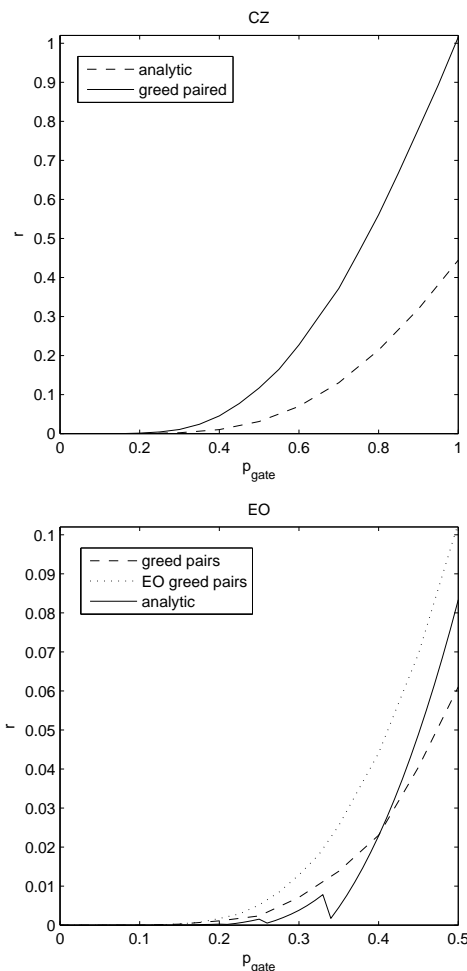 CZ
analytic
greed paired
1
0.9
0.8
0.7
0.6
0.5
0.4
0.3
0.2
0.1
0
r
0 0.2 0.4 0.6 0.8 1
p_gate
EO
greed pairs
EO greed pairs
analytic
0.1
0.09
0.08
0.07
0.06
0.05
0.04
0.03
0.02
0.01
0
r
0 0.1 0.2 0.3 0.4 0.5
p_gate